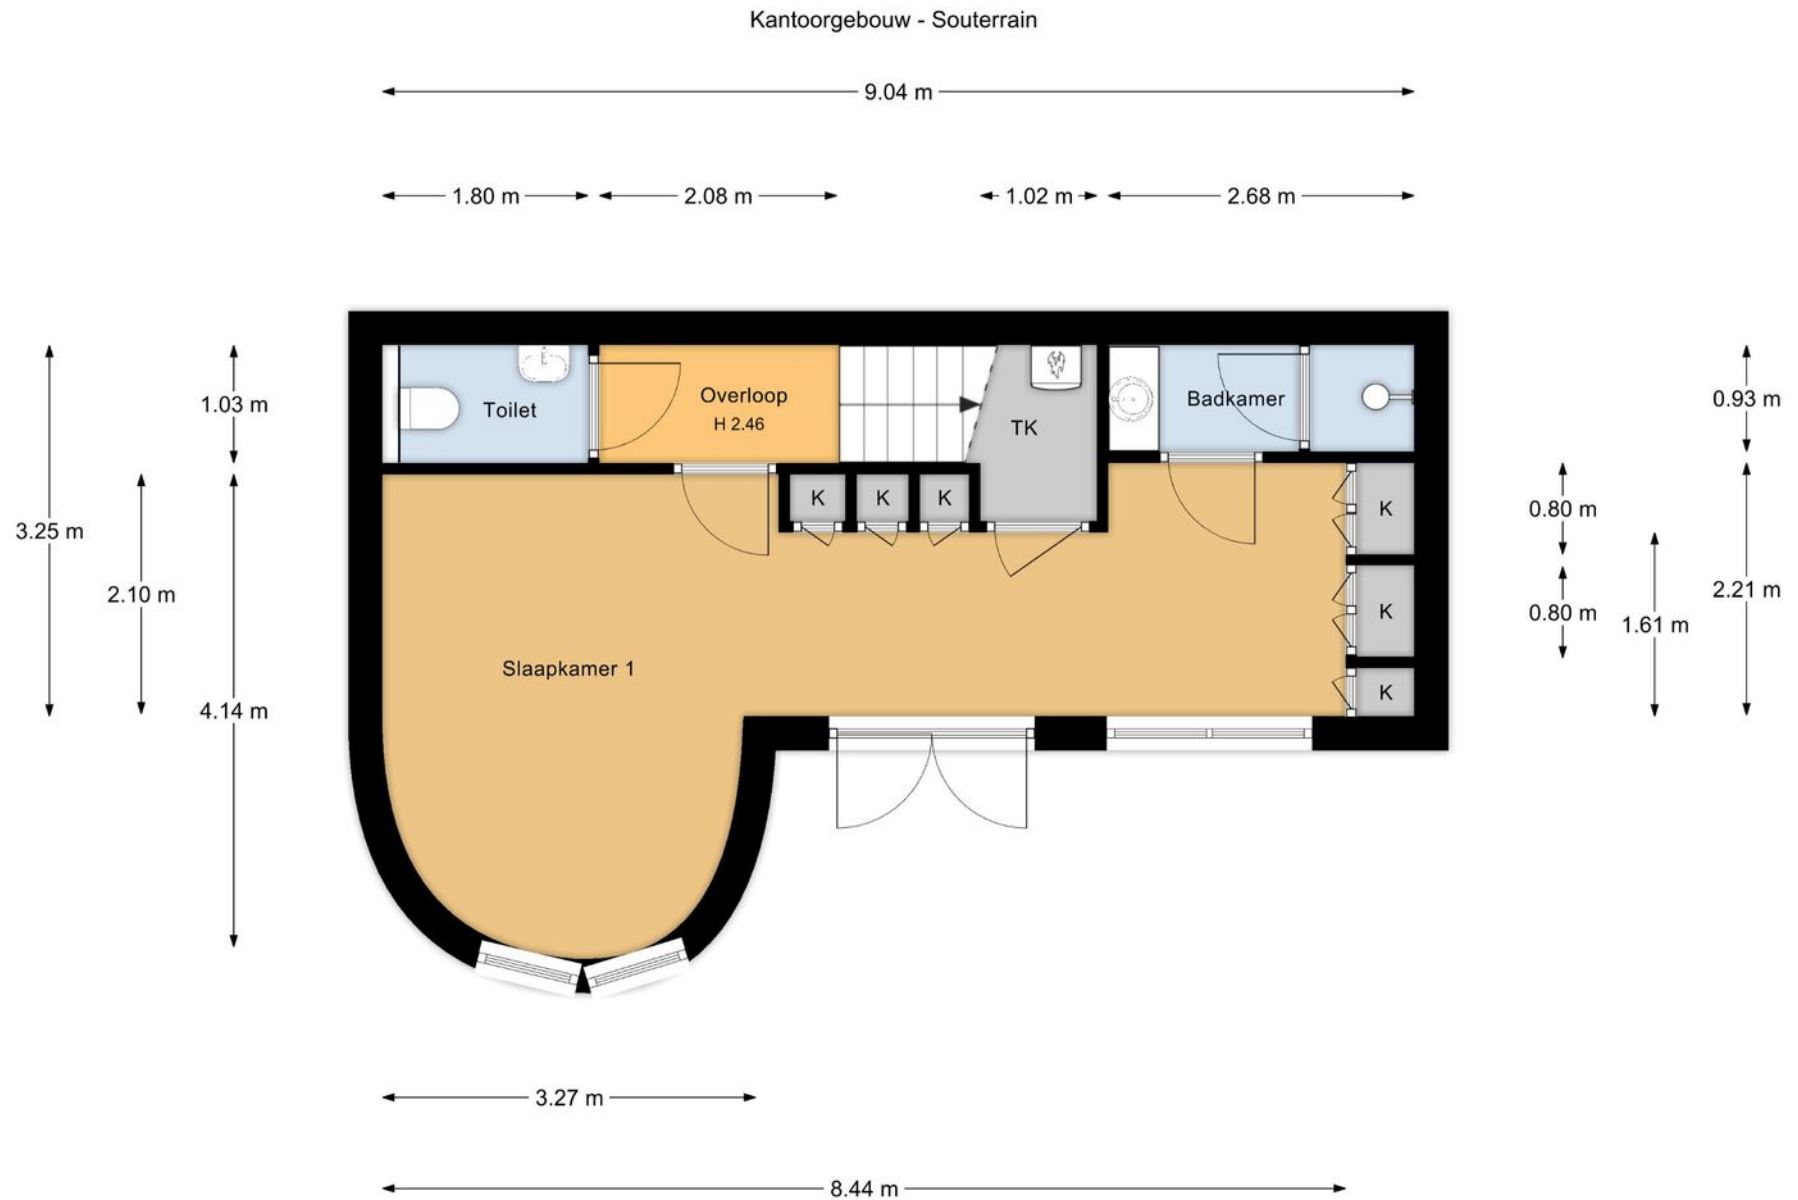 Kantoorgebouw - Souterrain
9.04 m
1.80 m
2.08 m
1.02 m
2.68 m
1.03 m
3.25 m
2.10 m
4.14 m
Toilet
Overloop
H 2.46
TK
Badkamer
K
K
K
K
K
K
Slaapkamer 1
0.93 m
0.80 m
0.80 m
1.61 m
2.21 m
3.27 m
8.44 m